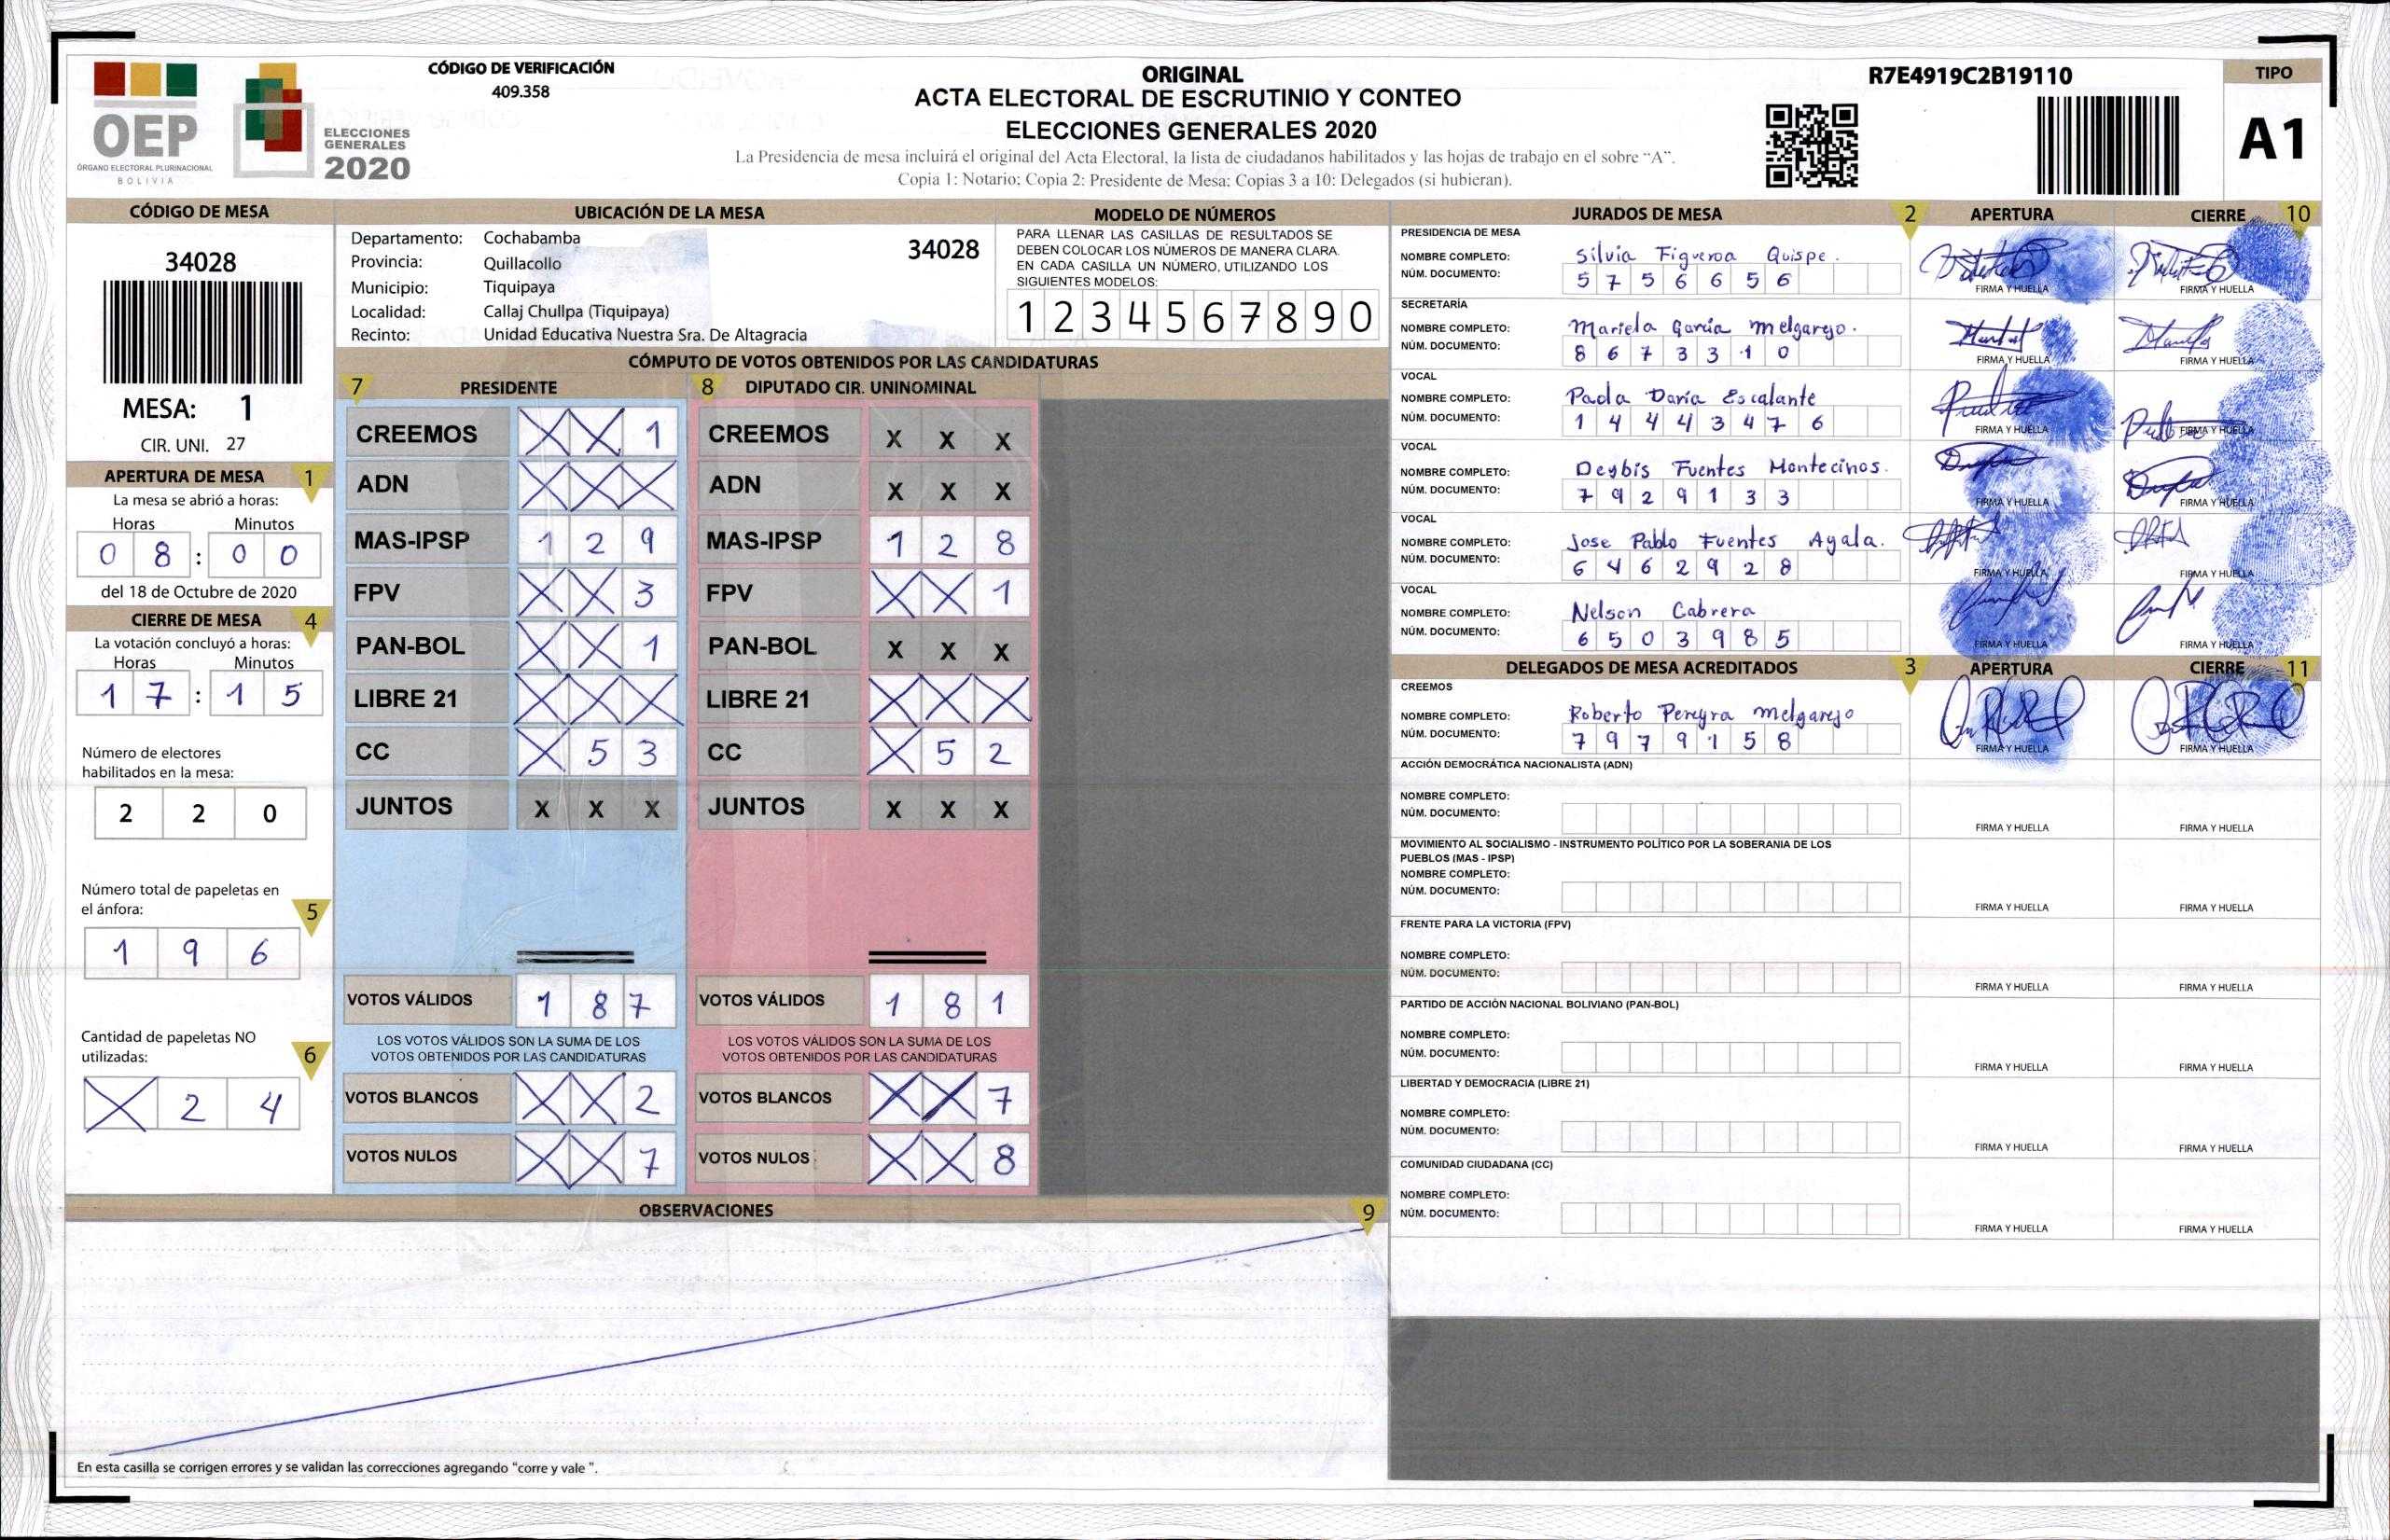 OEP
ÓRGANO ELECTORAL PLURINACIONAL
BOLIVIA
ELECCIONES
GENERALES
2020
CÓDIGO DE VERIFICACIÓN
409.358
ORIGINAL
ACTA ELECTORAL DE ESCRUTINIO Y CONTEO
ELECCIONES GENERALES 2020
La Presidencia de mesa incluirá el original del Acta Electoral, la lista de ciudadanos habilitados y las hojas de trabajo en el sobre “A”.
Copia 1: Notario; Copia 2: Presidente de Mesa; Copias 3 a 10: Delegados (si hubieran).
R7E4919C2B19110
TIPO
A1
CÓDIGO DE MESA
34028
MESA: 1
CIR. UNI. 27
APERTURA DE MESA 1
La mesa se abrió a horas:
Horas Minutos
0 8 : 0 0
del 18 de Octubre de 2020
CIERRE DE MESA 4
La votación concluyó a horas:
Horas Minutos
1 7 : 1 5
Número de electores
habilitados en la mesa:
2 2 0
Número total de papeletas en
el ánfora: 5
1 9 6
Cantidad de papeletas NO
utilizadas: 6
X 2 4
UBICACIÓN DE LA MESA
Departamento: Cochabamba 34028
Provincia: Quillacollo
Municipio: Tiquipaya
Localidad: Callaj Chullpa (Tiquipaya)
Recinto: Unidad Educativa Nuestra Sra. De Altagracia
MODELO DE NÚMEROS
PARA LLENAR LAS CASILLAS DE RESULTADOS SE
DEBEN COLOCAR LOS NÚMEROS DE MANERA CLARA.
EN CADA CASILLA UN NÚMERO, UTILIZANDO LOS
SIGUIENTES MODELOS:
1 2 3 4 5 6 7 8 9 0
CÓMPUTO DE VOTOS OBTENIDOS POR LAS CANDIDATURAS
7 PRESIDENTE 8 DIPUTADO CIR. UNINOMINAL
CREEMOS X X 1 CREEMOS X X X
ADN X X X ADN X X X
MAS-IPSP 1 2 9 MAS-IPSP 1 2 8
FPV X X 3 FPV X X 1
PAN-BOL X X 1 PAN-BOL X X X
LIBRE 21 X X X LIBRE 21 X X X
CC X 5 3 CC X 5 2
JUNTOS X X X JUNTOS X X X
VOTOS VÁLIDOS 1 8 7 VOTOS VÁLIDOS 1 8 1
LOS VOTOS VÁLIDOS SON LA SUMA DE LOS LOS VOTOS VÁLIDOS SON LA SUMA DE LOS
VOTOS OBTENIDOS POR LAS CANDIDATURAS VOTOS OBTENIDOS POR LAS CANDIDATURAS
VOTOS BLANCOS X X 2 VOTOS BLANCOS X X 7
VOTOS NULOS X X 7 VOTOS NULOS X X 8
OBSERVACIONES 9
En esta casilla se corrigen errores y se validan las correcciones agregando "corre y vale ".
JURADOS DE MESA 2 APERTURA CIERRE 10
PRESIDENCIA DE MESA
NOMBRE COMPLETO: Silvia Figueroa Quispe.
NÚM. DOCUMENTO: 5 7 5 6 6 5 6
FIRMA Y HUELLA FIRMA Y HUELLA
SECRETARÍA
NOMBRE COMPLETO: Mariela García Melgarejo.
NÚM. DOCUMENTO: 8 6 7 3 3 1 0
FIRMA Y HUELLA FIRMA Y HUELLA
VOCAL
NOMBRE COMPLETO: Paola Daría Escalante
NÚM. DOCUMENTO: 1 4 4 4 3 4 7 6
FIRMA Y HUELLA FIRMA Y HUELLA
VOCAL
NOMBRE COMPLETO: Deybis Fuentes Montecinos.
NÚM. DOCUMENTO: 7 9 2 9 1 3 3
FIRMA Y HUELLA FIRMA Y HUELLA
VOCAL
NOMBRE COMPLETO: Jose Pablo Fuentes Ayala.
NÚM. DOCUMENTO: 6 4 6 2 9 2 8
FIRMA Y HUELLA FIRMA Y HUELLA
VOCAL
NOMBRE COMPLETO: Nelson Cabrera
NÚM. DOCUMENTO: 6 5 0 3 9 8 5
FIRMA Y HUELLA FIRMA Y HUELLA
DELEGADOS DE MESA ACREDITADOS 3 APERTURA CIERRE 11
CREEMOS
NOMBRE COMPLETO: Roberto Pereyra Melgarejo
NÚM. DOCUMENTO: 7 9 7 9 1 5 8
FIRMA Y HUELLA FIRMA Y HUELLA
ACCIÓN DEMOCRÁTICA NACIONALISTA (ADN)
NOMBRE COMPLETO:
NÚM. DOCUMENTO:
FIRMA Y HUELLA FIRMA Y HUELLA
MOVIMIENTO AL SOCIALISMO - INSTRUMENTO POLÍTICO POR LA SOBERANIA DE LOS
PUEBLOS (MAS - IPSP)
NOMBRE COMPLETO:
NÚM. DOCUMENTO:
FIRMA Y HUELLA FIRMA Y HUELLA
FRENTE PARA LA VICTORIA (FPV)
NOMBRE COMPLETO:
NÚM. DOCUMENTO:
FIRMA Y HUELLA FIRMA Y HUELLA
PARTIDO DE ACCIÓN NACIONAL BOLIVIANO (PAN-BOL)
NOMBRE COMPLETO:
NÚM. DOCUMENTO:
FIRMA Y HUELLA FIRMA Y HUELLA
LIBERTAD Y DEMOCRACIA (LIBRE 21)
NOMBRE COMPLETO:
NÚM. DOCUMENTO:
FIRMA Y HUELLA FIRMA Y HUELLA
COMUNIDAD CIUDADANA (CC)
NOMBRE COMPLETO:
NÚM. DOCUMENTO:
FIRMA Y HUELLA FIRMA Y HUELLA